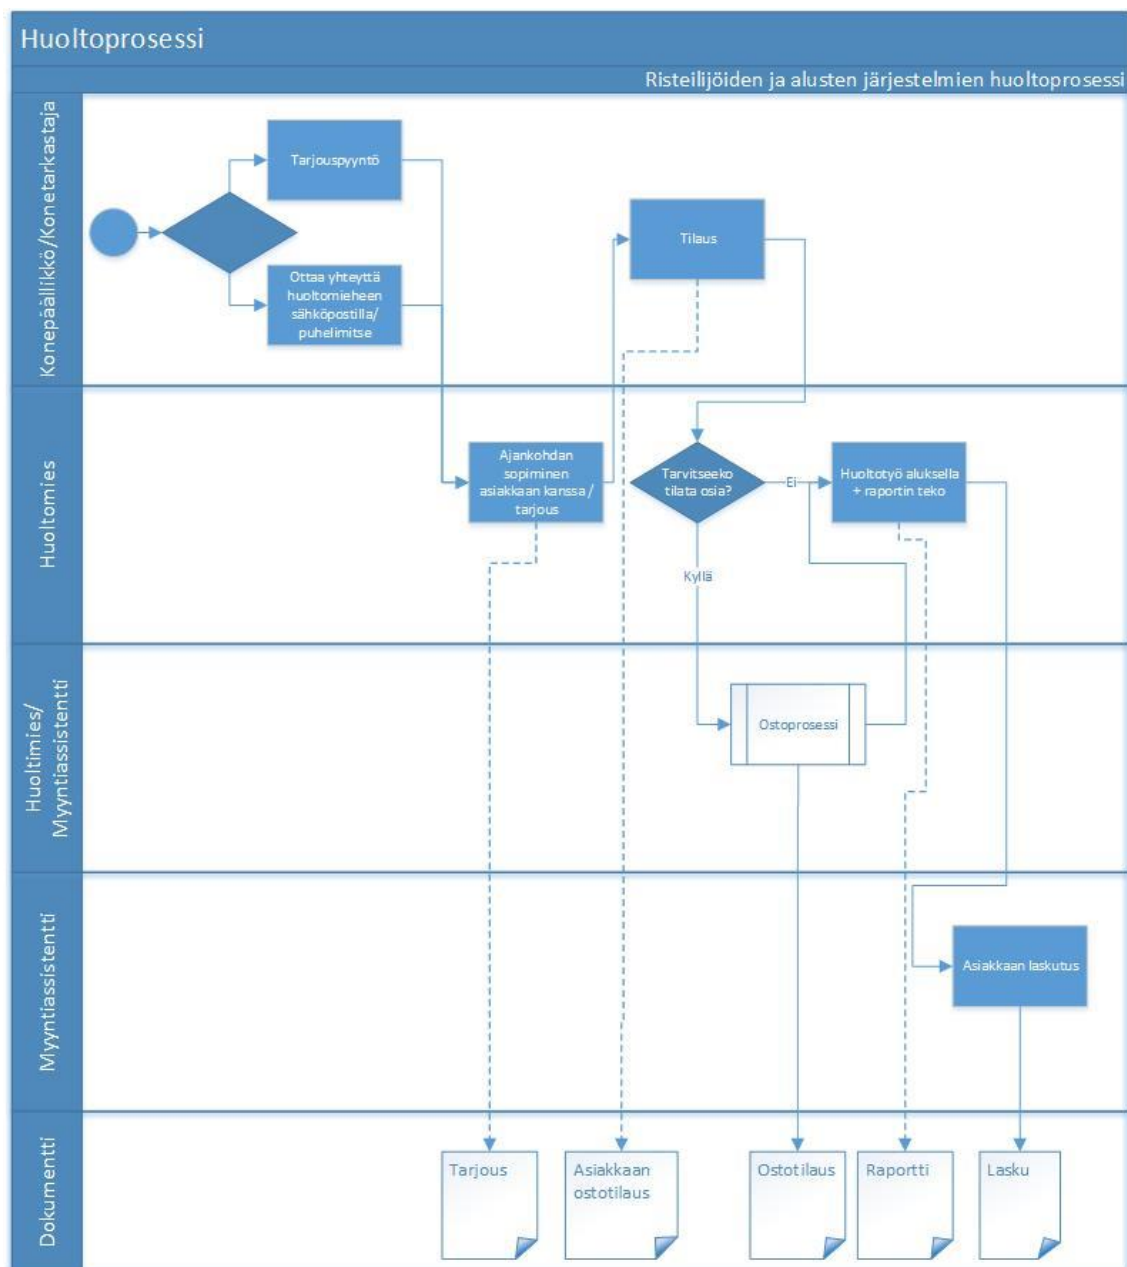 Huoltoprosessi
Risteilijöiden ja alusten järjestelmien huoltoprosessi
Konepäällikkö/Konetarkastaja
Tarjouspyyntö
Ottaa yhteyttä
huoltomieheen
sähköpostilla/
puhelimitse
Tilaus
Huoltomies
Ajankohdan
sopiminen
asiakkaan kanssa /
tarjous
Tarvitseeko
tilata osia?
Ei
Huoltotyö aluksella
+ raportin teko
Kyllä
Huoltimies/
Myyntiassistentti
Ostoprosessi
Myyntiassistentti
Asiakkaan laskutus
Dokumentti
Tarjous
Asiakkaan
ostotilaus
Ostotilaus
Raportti
Lasku